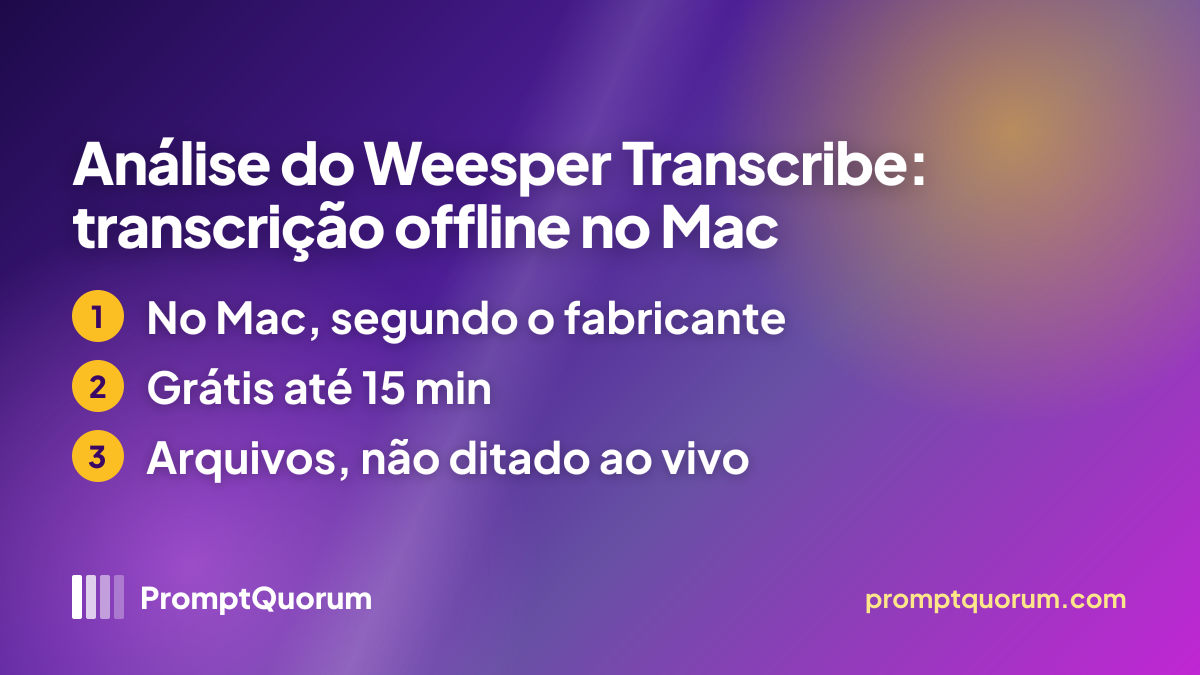 Análise do Weesper Transcribe:
transcrição offline no Mac
1 No Mac, segundo o fabricante
2 Grátis até 15 min
3 Arquivos, não ditado ao vivo
PromptQuorum
promptquorum.com